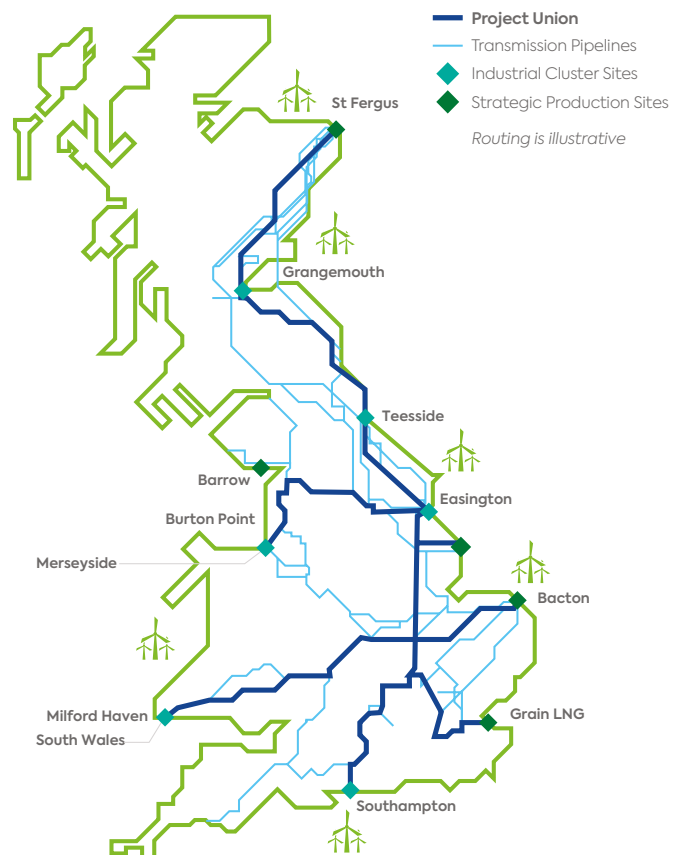 Project Union
Transmission Pipelines
Industrial Cluster Sites
Strategic Production Sites
Routing is illustrative
St Fergus
Grangemouth
Teesside
Barrow
Easington
Burton Point
Merseyside
Bacton
Milford Haven
Grain LNG
South Wales
Southampton